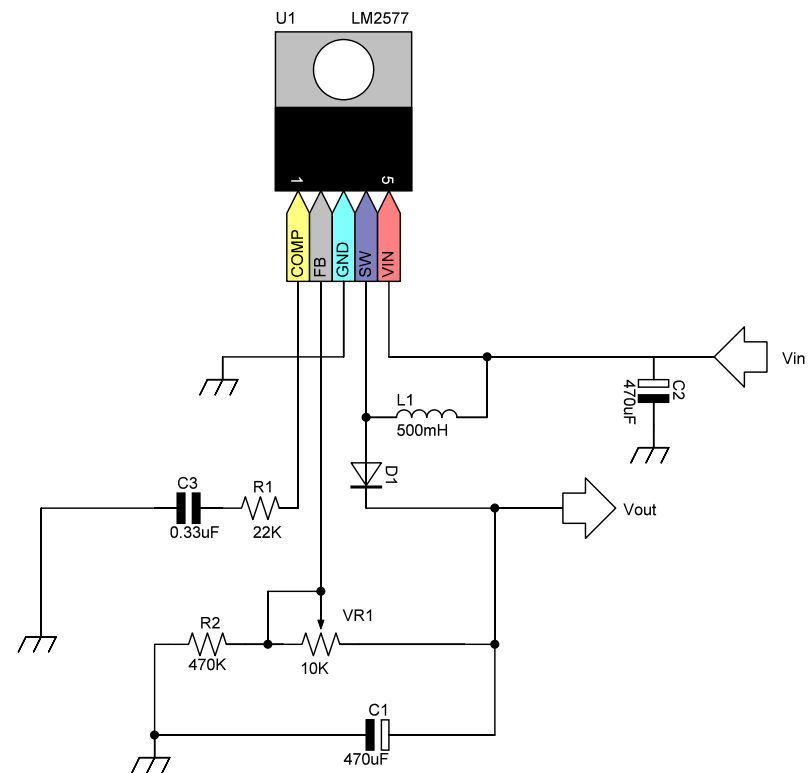 U1
LM2577
1
5
COMP
FB
GND
SW
VIN
Vin
C2
470uF
L1
500mH
D1
C3
0.33uF
R1
22K
Vout
VR1
10K
R2
470K
C1
470uF